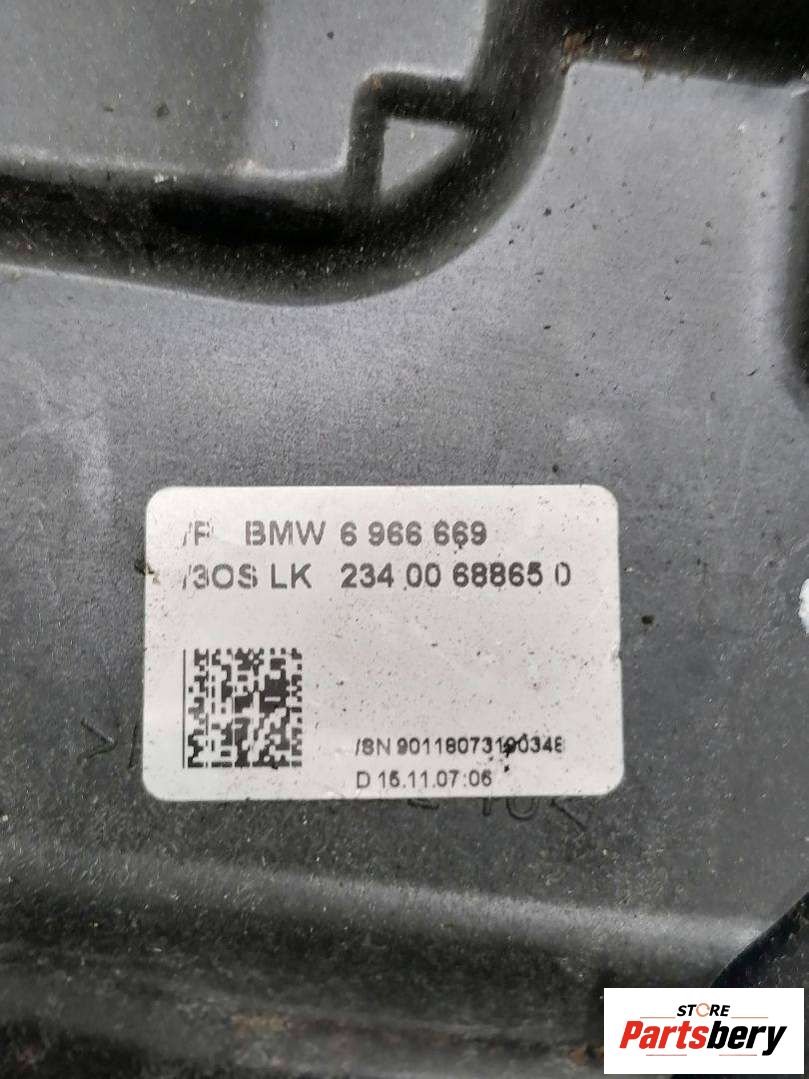 /P BMW 6 966 669
/3OS LK 234 00 68865 0
/SN 90118073190348
D 15.11.07:06
STORE
Partsbery